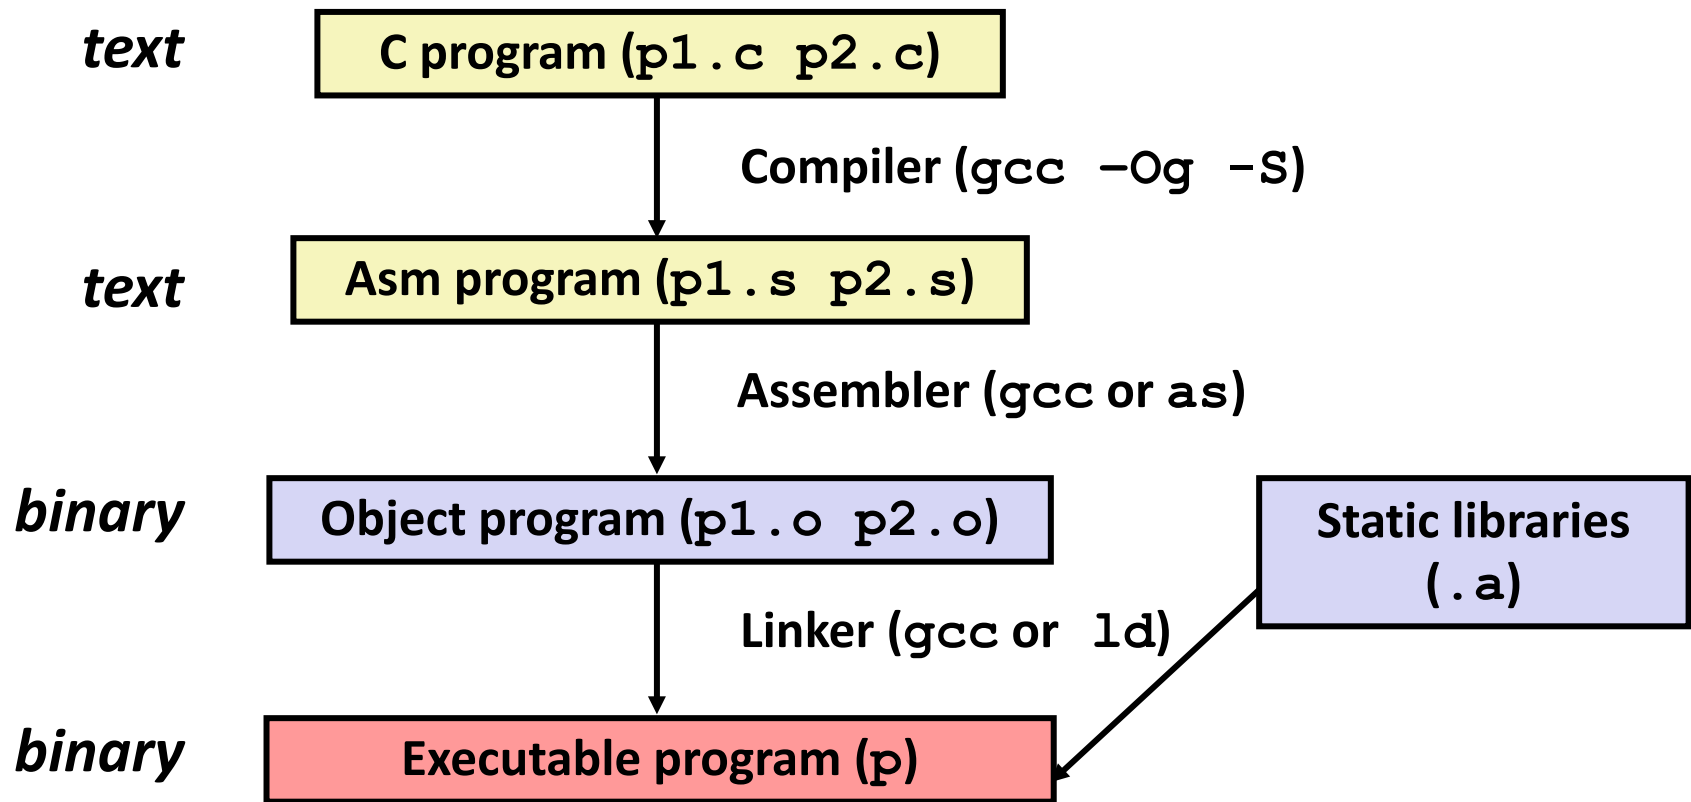 text
C program (p1.c p2.c)
Compiler (gcc –Og -S)
text
Asm program (p1.s p2.s)
Assembler (gcc or as)
binary
Object program (p1.o p2.o)
Static libraries
(.a)
Linker (gcc or ld)
binary
Executable program (p)